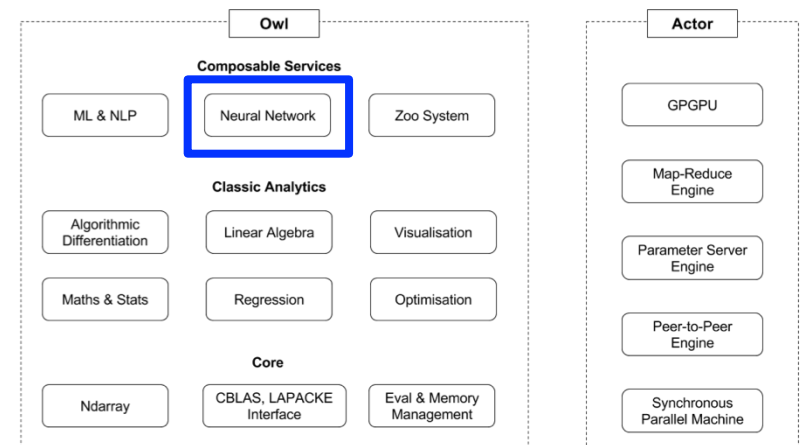 Owl
Composable Services
ML & NLP
Neural Network
Zoo System
Classic Analytics
Algorithmic
Differentiation
Linear Algebra
Visualisation
Maths & Stats
Regression
Optimisation
Core
Ndarray
CBLAS, LAPACKE
Interface
Eval & Memory
Management
Actor
GPGPU
Map-Reduce
Engine
Parameter Server
Engine
Peer-to-Peer
Engine
Synchronous
Parallel Machine